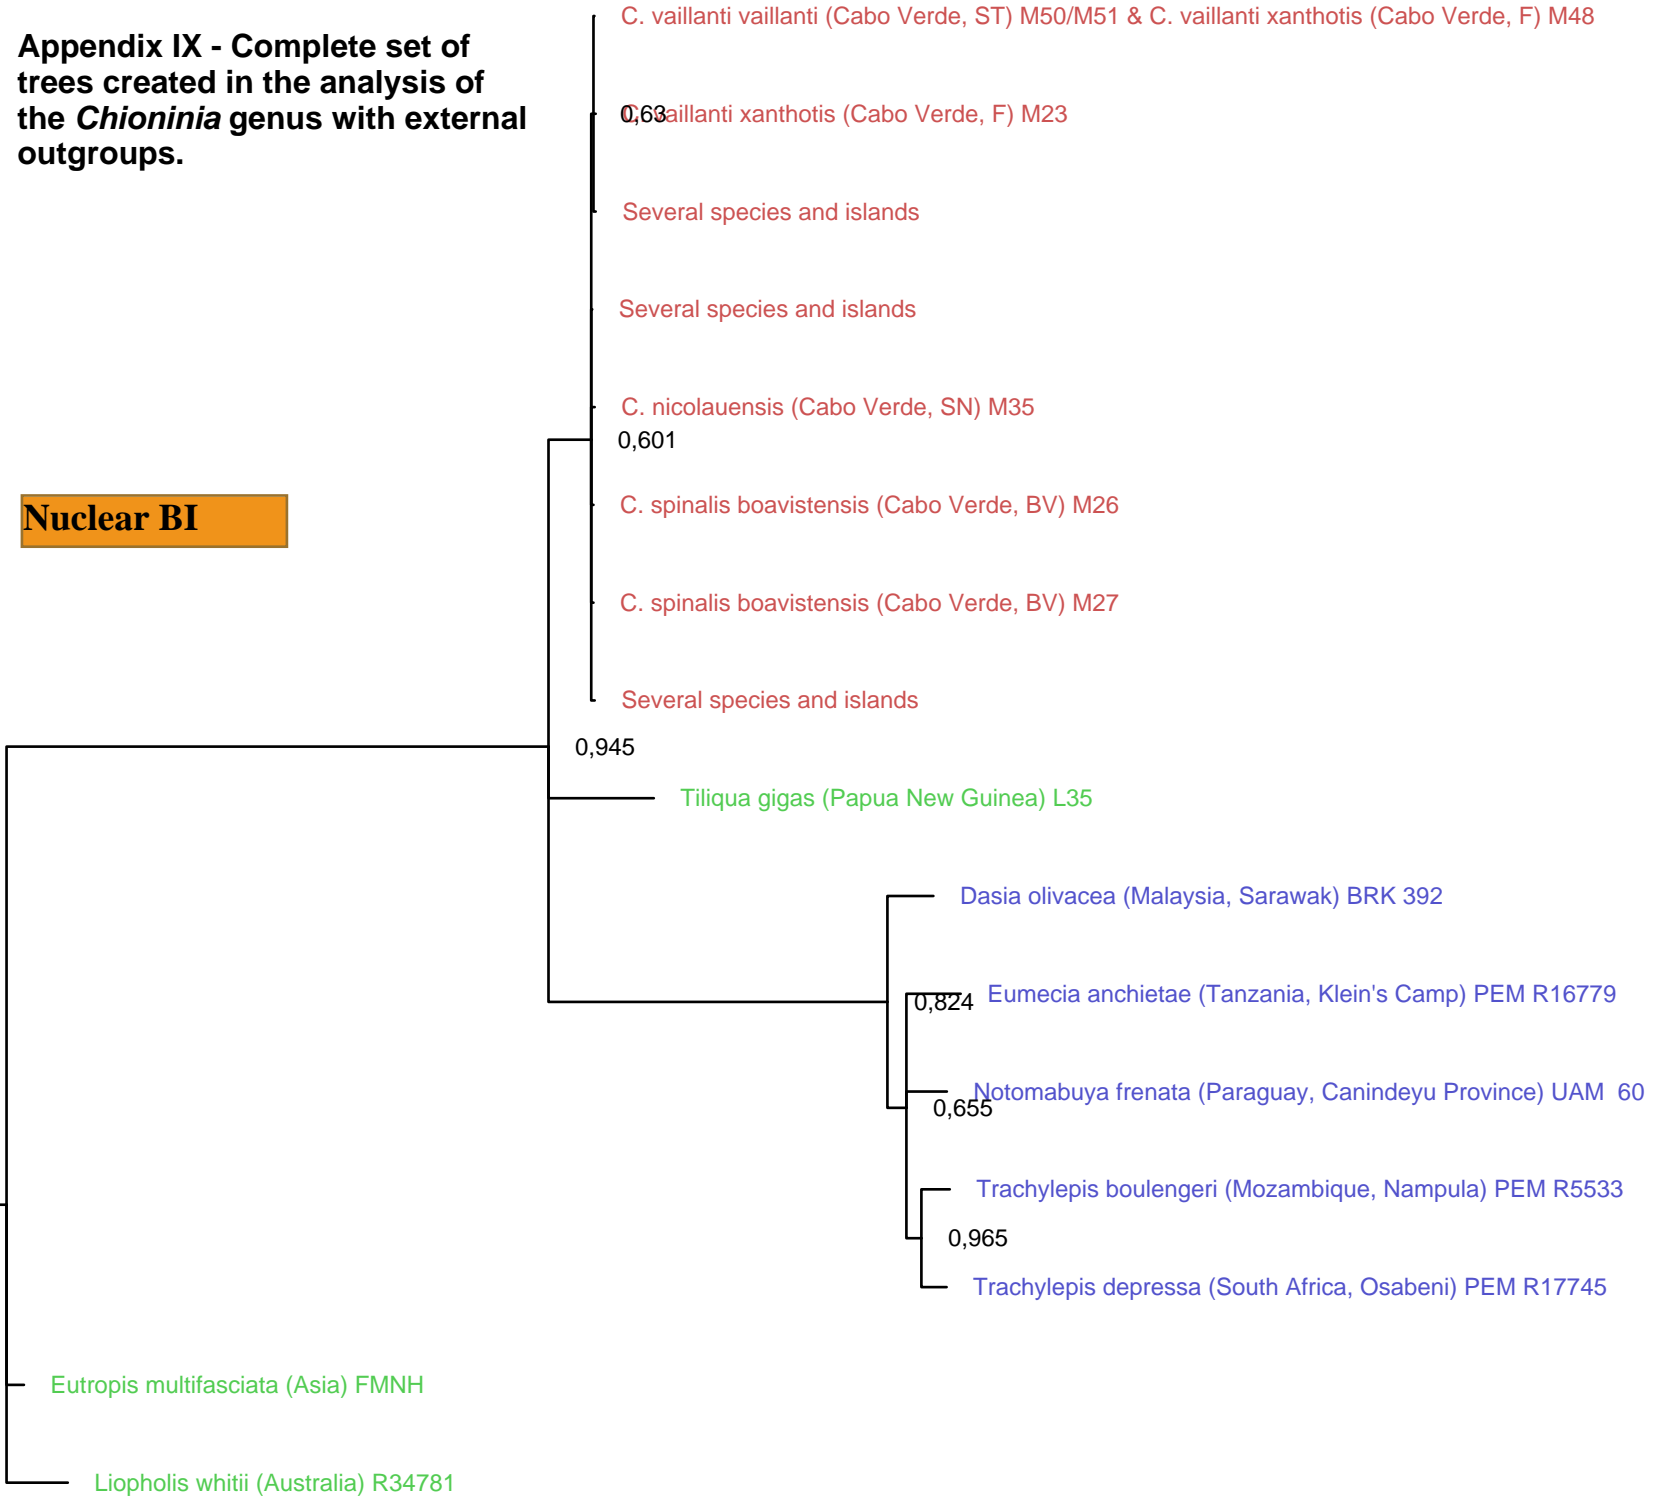 C. vaillanti vaillanti (Cabo Verde, ST) M50/M51 & C. vaillanti xanthotis (Cabo Verde, F) M48
Appendix IX - Complete set of
trees created in the analysis of
the Chioninia genus with external
outgroups.
0,63
C. vaillanti xanthotis (Cabo Verde, F) M23
Several species and islands
Several species and islands
C. nicolauensis (Cabo Verde, SN) M35
0,601
C. spinalis boavistensis (Cabo Verde, BV) M26
Nuclear BI
C. spinalis boavistensis (Cabo Verde, BV) M27
Several species and islands
0,945
Tiliqua gigas (Papua New Guinea) L35
Dasia olivacea (Malaysia, Sarawak) BRK 392
Eumecia anchietae (Tanzania, Klein's Camp) PEM R16779
0,824
Notomabuya frenata (Paraguay, Canindeyu Province) UAM 60
0,655
Trachylepis boulengeri (Mozambique, Nampula) PEM R5533
0,965
Trachylepis depressa (South Africa, Osabeni) PEM R17745
Eutropis multifasciata (Asia) FMNH
Liopholis whitii (Australia) R34781